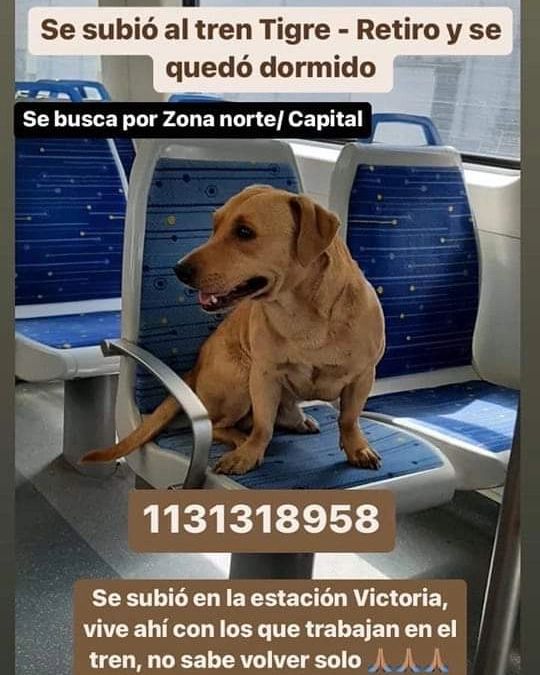 Se subió al tren Tigre - Retiro y se
quedó dormido
Se busca por Zona norte/ Capital
1131318958
Se subió en la estación Victoria,
vive ahí con los que trabajan en el
tren, no sabe volver solo 🙏🏽🙏🏽🙏🏽